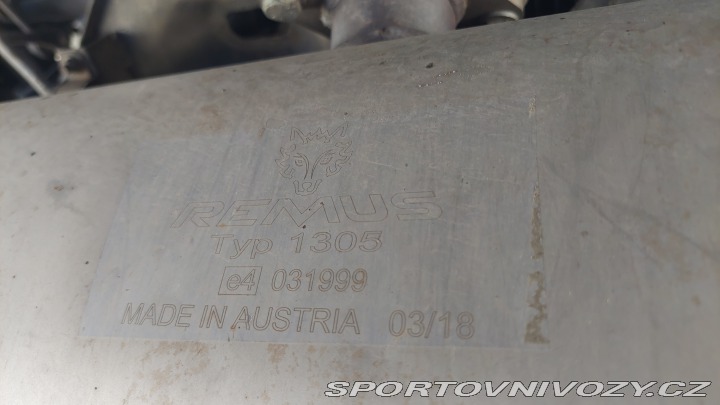 REMUS
Typ 1305
e4 031999
MADE IN AUSTRIA 03/18
SPORTOVNIVOZY.CZ